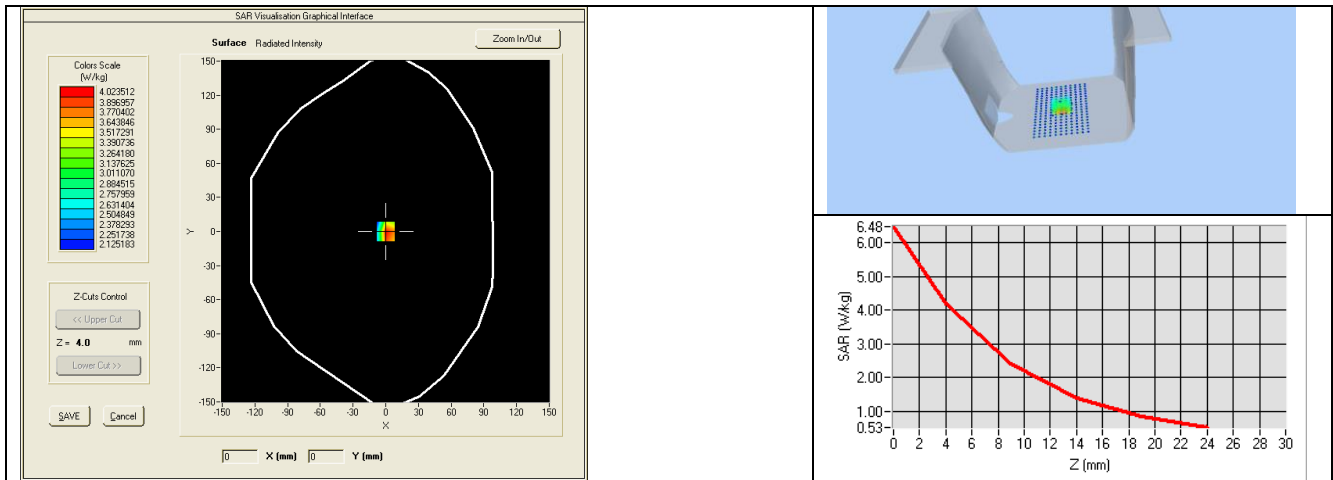 SAR Visualisation Graphical Interface
Surface Radiated Intensity
Zoom In/Out
Colors Scale
(W/kg)
4.023512
3.896957
3.770402
3.643846
3.517291
3.390736
3.264180
3.137625
3.011070
2.884515
2.757959
2.631404
2.504849
2.378293
2.251738
2.125183
Z-Cuts Control
<< Upper Cut
Z = 4.0 mm
Lower Cut >>
SAVE Cancel
150
120
90
60
30
0
-30
-60
-90
-120
-150
Y
-150 -120 -90 -60 -30 0 30 60 90 120 150
X
0 X (mm) 0 Y (mm)
6.48
6.00
5.00
4.00
3.00
2.00
1.00
0.53
SAR (W/kg)
0 2 4 6 8 10 12 14 16 18 20 22 24 26 28 30
Z (mm)